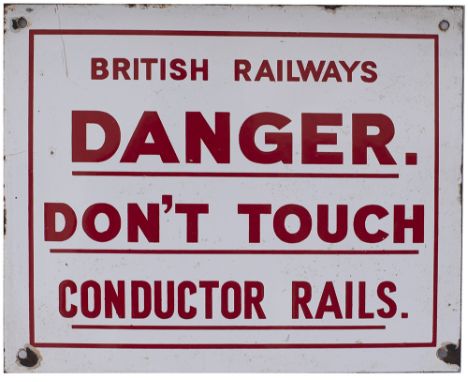 BRITISH RAILWAYS
DANGER.
DON'T TOUCH
CONDUCTOR RAILS.